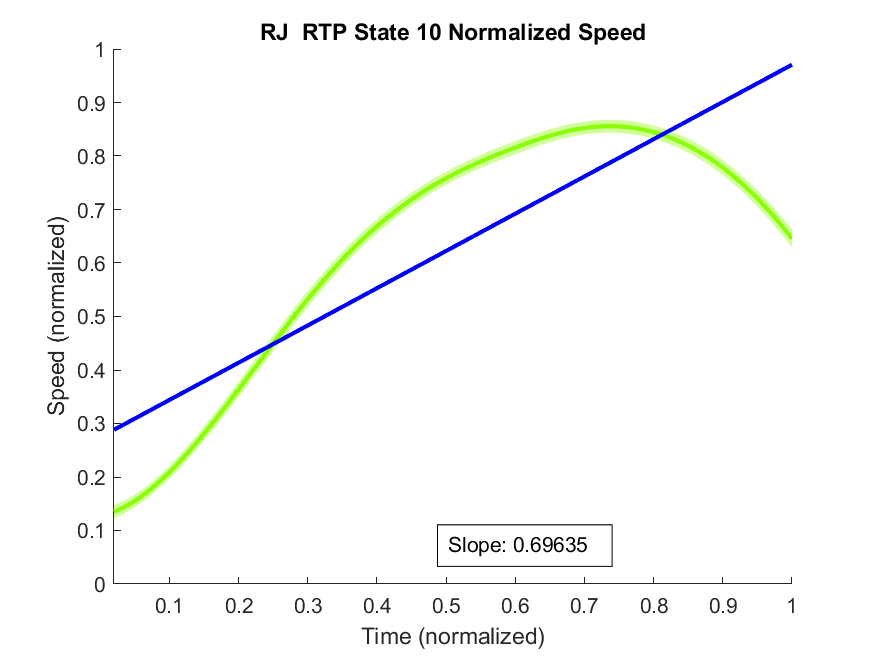 RJ  RTP State 10 Normalized Speed
1
0.9
0.8
0.7
0.6
0.5
0.4
0.3
0.2
0.1
0
Speed (normalized)
Slope: 0.69635
0.1 0.2 0.3 0.4 0.5 0.6 0.7 0.8 0.9 1
Time (normalized)